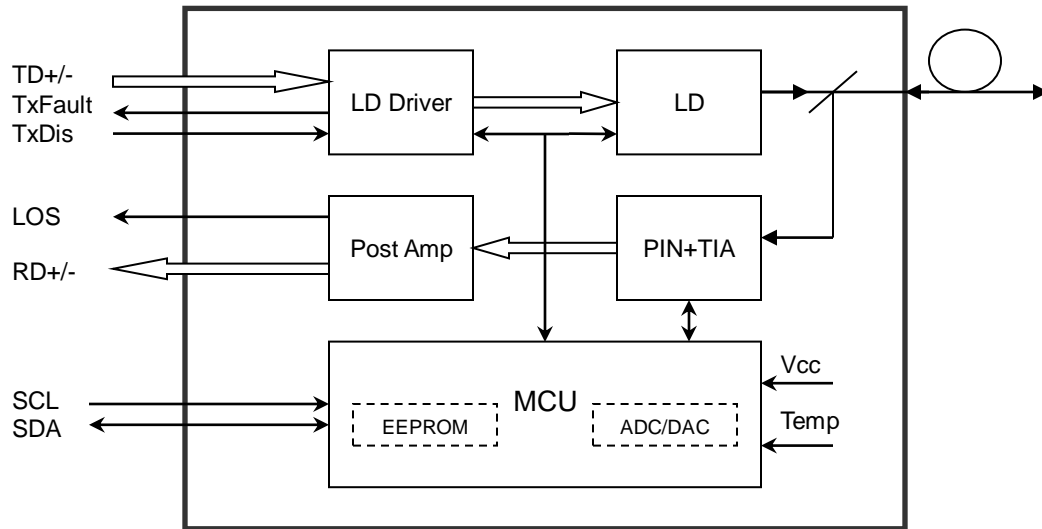 TD+/-
TxFault
TxDis
LD Driver
LD
LOS
RD+/-
Post Amp
PIN+TIA
SCL
SDA
MCU
EEPROM
ADC/DAC
Vcc
Temp